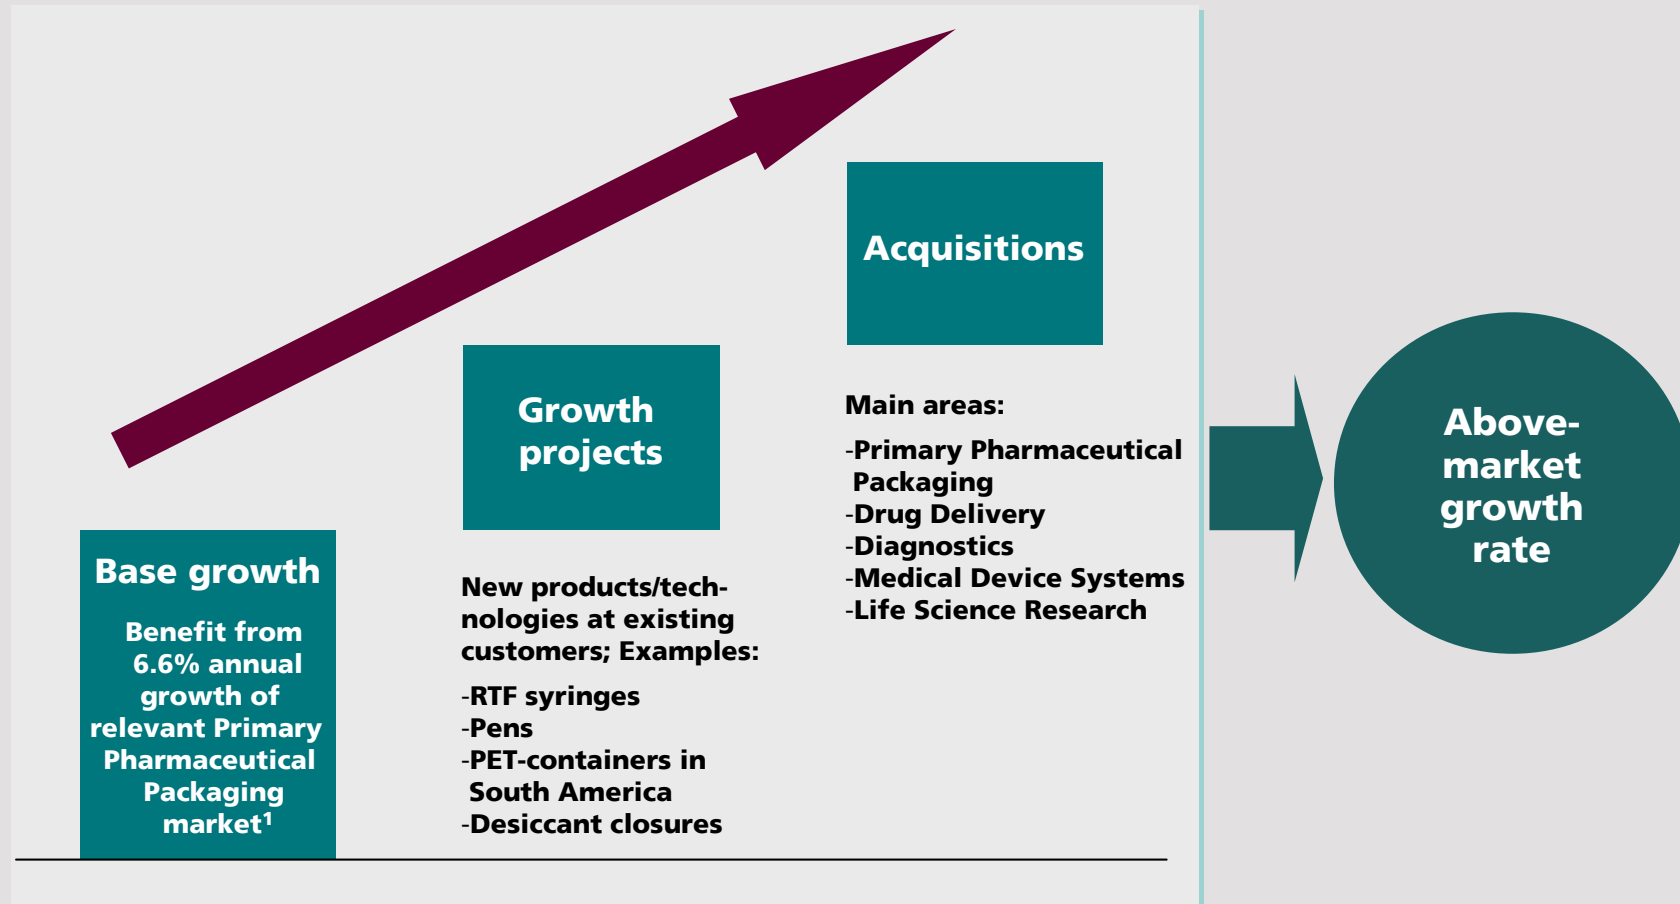 Base growth
Benefit from
6.6% annual
growth of
relevant Primary
Pharmaceutical
Packaging
market¹
Growth
projects
New products/tech-
nologies at existing
customers; Examples:
-RTF syringes
-Pens
-PET-containers in
South America
-Desiccant closures
Acquisitions
Main areas:
-Primary Pharmaceutical
Packaging
-Drug Delivery
-Diagnostics
-Medical Device Systems
-Life Science Research
Above-
market
growth
rate